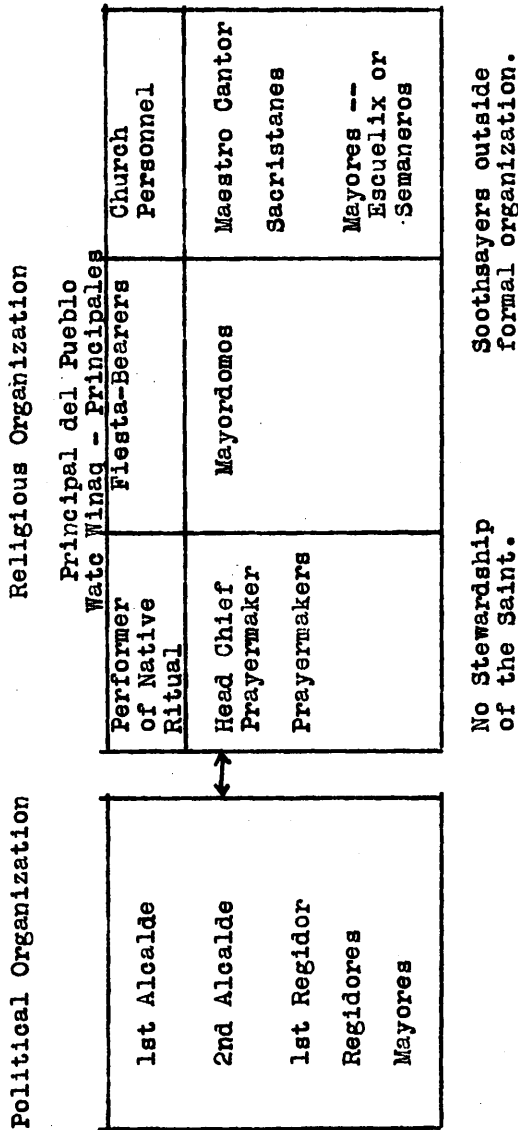 Political Organization
1st Alcalde
2nd Alcalde
1st Regidor
Regidores
Mayores
Religious Organization
Principal del Pueblo
Watc Winaq - Principales
Performer
of Native
Ritual
Head Chief
Prayermaker
Prayermakers
Fiesta-Bearers
Mayordomos
Church
Personnel
Maestro Cantor
Sacristanes
Mayores --
Escuelix or
Semaneros
No Stewardship
of the Saint.
Soothsayers outside
formal organization.